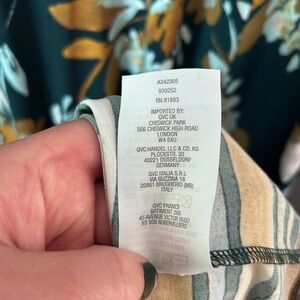 A342305
939252
RN 81893
IMPORTED BY:
QVC UK
CHISWICK PARK
566 CHISWICK HIGH ROAD
LONDON
W4 5XU
QVC HANDEL LLC & CO. KG
PLOCKSTR. 30
40221 DUSSELDORF
GERMANY
QVC ITALIA S.R.L
VIA GUZZINA 18
20861 BRUGHERIO (MB)
ITALY
QVC FRANCE
BATIMENT 266
45 AVENUE VICTOR HUGO
93 300 AUBERVILLIERS